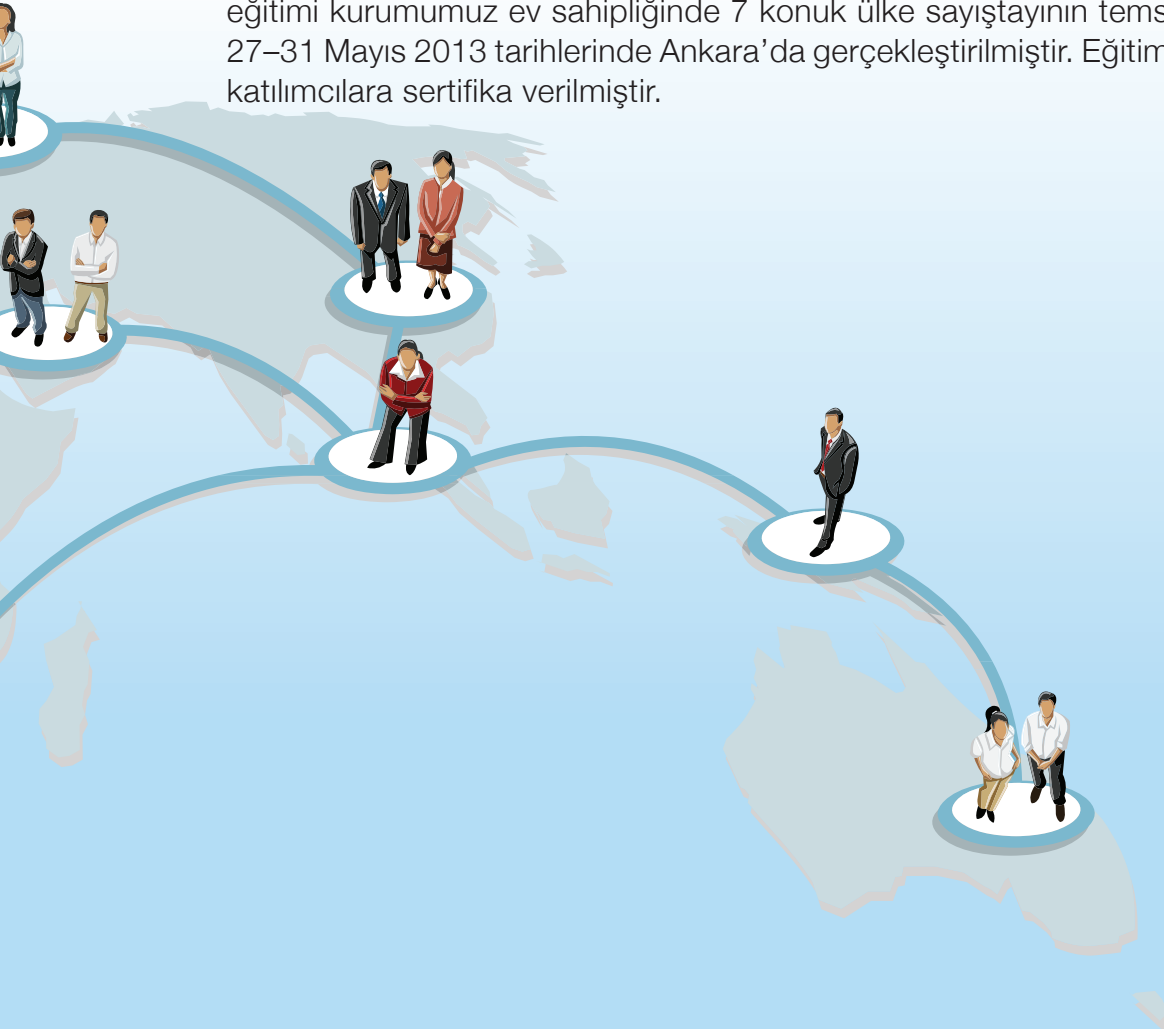 eğitimi kurumumuz ev sahipliğinde 7 konuk ülke sayıştayının
27–31 Mayıs 2013 tarihlerinde Ankara’da gerçekleştirilmiştir. Eğitim
katılımcılara sertifika verilmiştir.